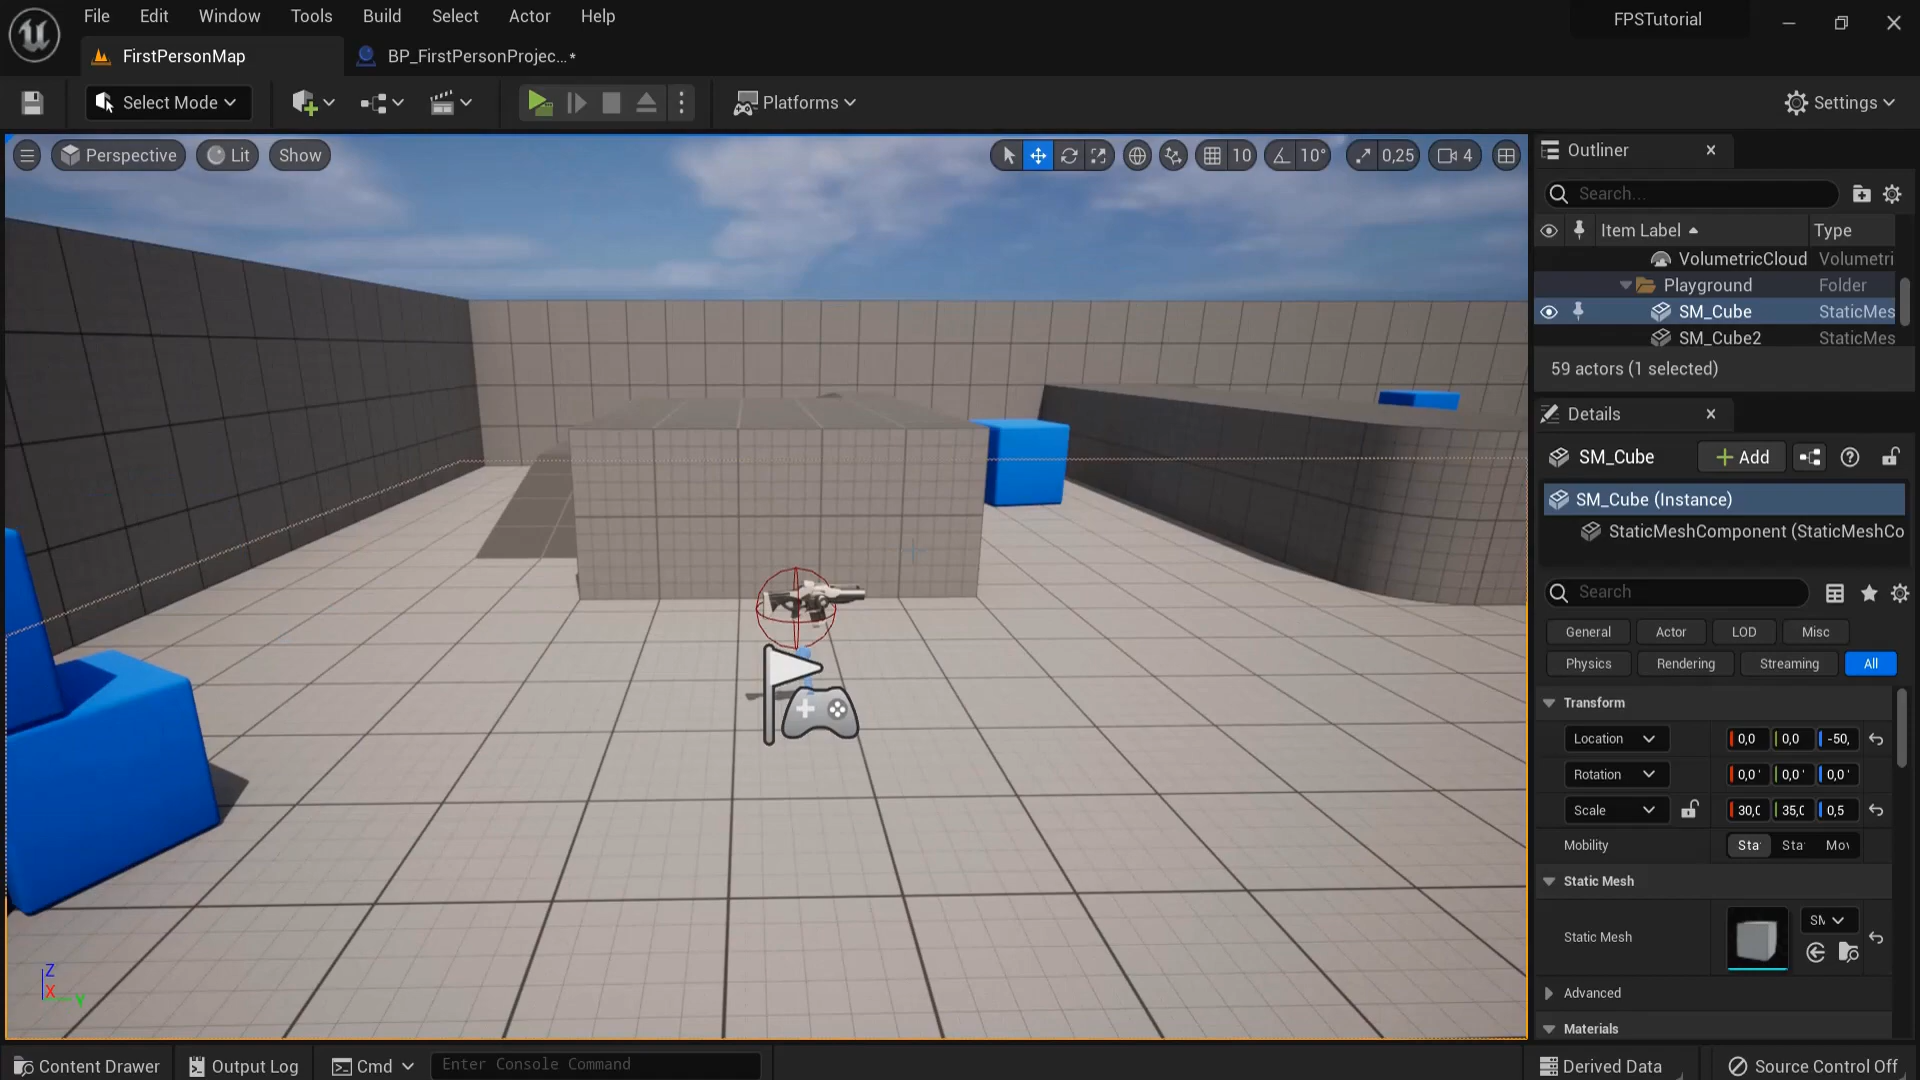 File Edit Window Tools Build Select Actor Help
FPSTutorial
FirstPersonMap
BP_FirstPersonProjec...*
Select Mode
Platforms
Settings
Perspective
Lit
Show
10
10°
0,25
4
Outliner
Search...
Item Label
Type
VolumetricCloud Volumetri
Playground Folder
SM_Cube StaticMes
SM_Cube2 StaticMes
59 actors (1 selected)
Details
SM_Cube
Add
SM_Cube (Instance)
StaticMeshComponent (StaticMeshCo
Search
General Actor LOD Misc
Physics Rendering Streaming All
Transform
Location 0,0 0,0 -50,
Rotation 0,0° 0,0° 0,0°
Scale 30,0 35,0 0,5
Mobility Sta Sta Mov
Static Mesh
Static Mesh
SM
Advanced
Materials
Z
X
Y
Content Drawer
Output Log
Cmd
Enter Console Command
Derived Data
Source Control Off